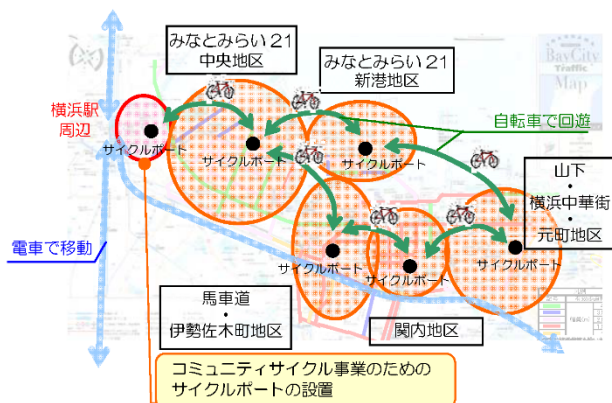 みなとみらい21
中央地区
みなとみらい21
新港地区
BayCity
Traffic
Map
横浜駅
周辺
自転車で回遊
サイクルポート
サイクルポート
サイクルポート
山下
・
横浜中華街
・
元町地区
電車で移動
サイクルポート
サイクルポート
サイクルポート
馬車道
・
伊勢佐木町地区
関内地区
コミュニティサイクル事業のための
サイクルポートの設置